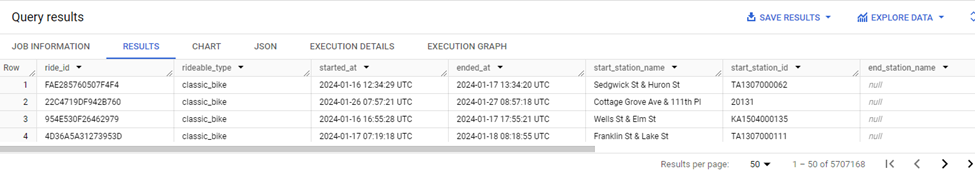 Query results SAVE RESULTS EXPLORE DATA
JOB INFORMATION RESULTS CHART JSON EXECUTION DETAILS EXECUTION GRAPH
Row ride_id rideable_type started_at ended_at start_station_name start_station_id end_station_name
1 FAE285760507F4F4 classic_bike 2024-01-16 12:34:29 UTC 2024-01-17 13:34:20 UTC Sedgwick St & Huron St TA1307000062 null
2 22C4719DF942B760 classic_bike 2024-01-26 07:57:21 UTC 2024-01-27 08:57:18 UTC Cottage Grove Ave & 111th Pl 20131 null
3 954E530F26462979 classic_bike 2024-01-16 16:55:28 UTC 2024-01-17 17:55:21 UTC Wells St & Elm St KA1504000135 null
4 4D36A5A31273953D classic_bike 2024-01-17 07:19:18 UTC 2024-01-18 08:18:55 UTC Franklin St & Lake St TA1307000111 null
Results per page: 50 1 – 50 of 5707168